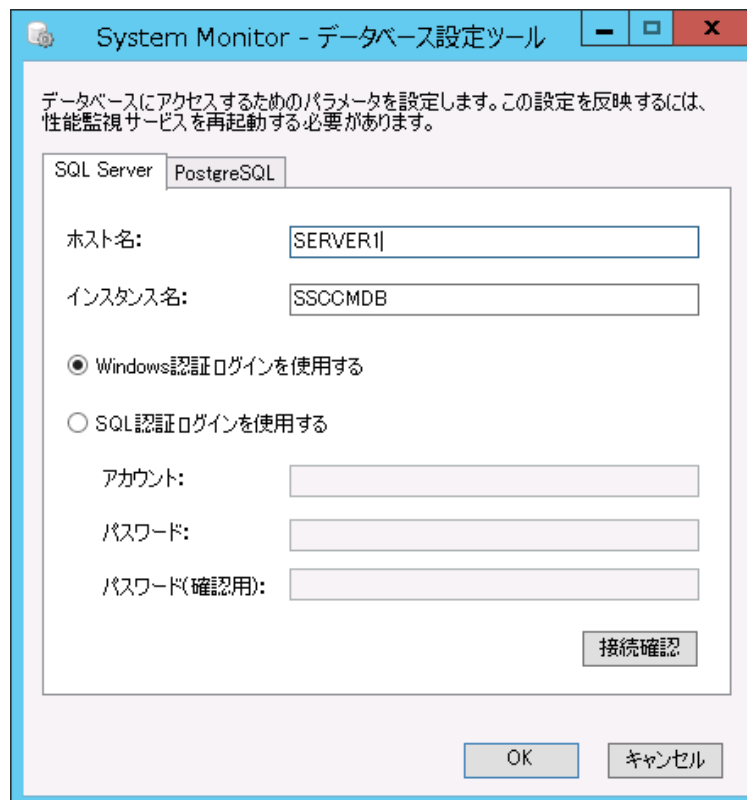 System Monitor - データベース設定ツール
データベースにアクセスするためのパラメータを設定します。この設定を反映するには、
性能監視サービスを再起動する必要があります。
SQL Server PostgreSQL
ホスト名: SERVER1
インスタンス名: SSCCMDB
Windows認証ログインを使用する
SQL認証ログインを使用する
アカウント:
パスワード:
パスワード(確認用):
接続確認
OK キャンセル